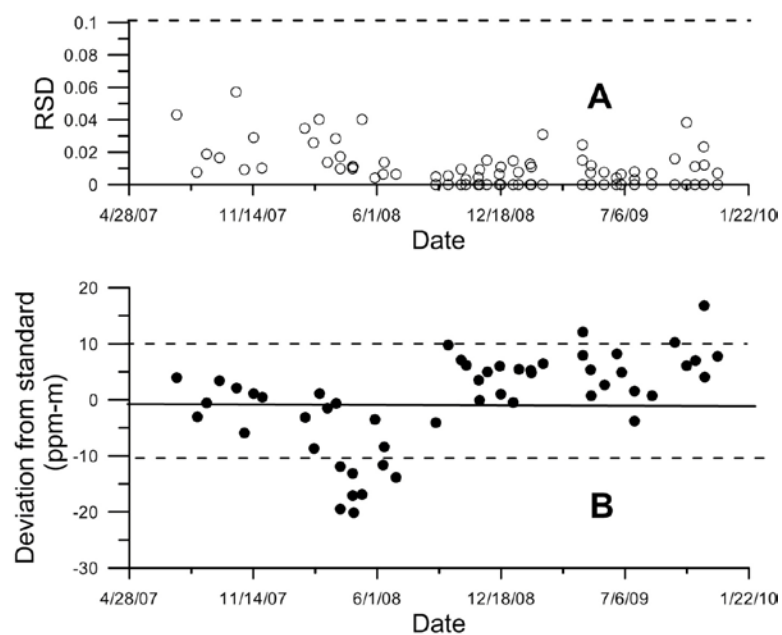 0.1
0.08
0.06
0.04
0.02
0
RSD
A
4/28/07 11/14/07 6/1/08 12/18/08 7/6/09 1/22/10
Date
20
10
0
-10
-20
-30
Deviation from standard
(ppm-m)
B
4/28/07 11/14/07 6/1/08 12/18/08 7/6/09 1/22/10
Date